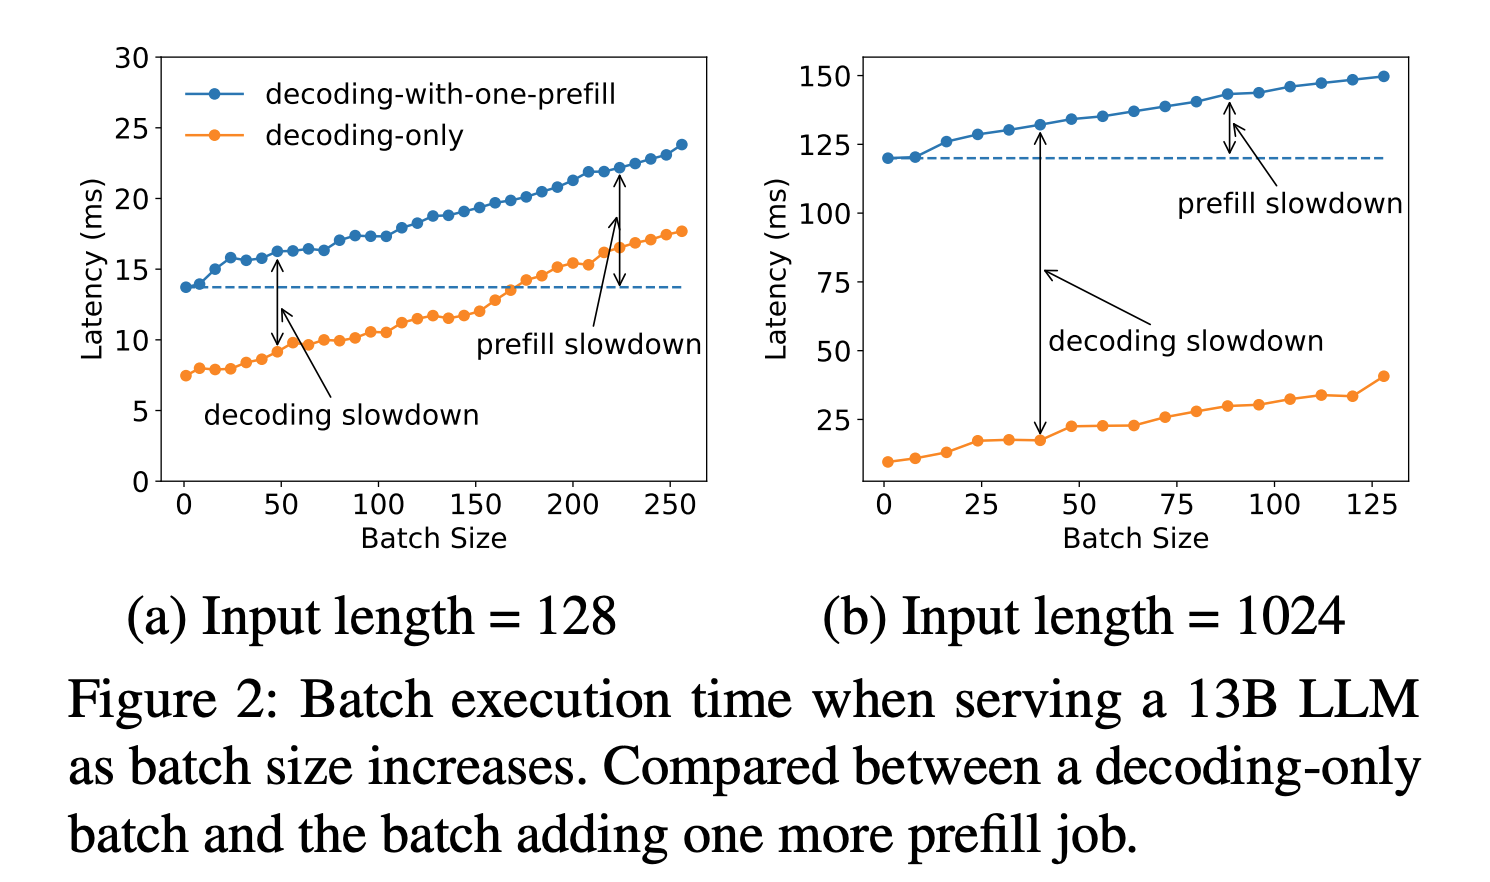 30
25
20
15
10
5
0
Latency (ms)
decoding-with-one-prefill
decoding-only
prefill slowdown
decoding slowdown
0 50 100 150 200 250
Batch Size
150
125
100
75
50
25
Latency (ms)
prefill slowdown
decoding slowdown
0 25 50 75 100 125
Batch Size
(a) Input length = 128
(b) Input length = 1024
Figure 2: Batch execution time when serving a 13B LLM
as batch size increases. Compared between a decoding-only
batch and the batch adding one more prefill job.